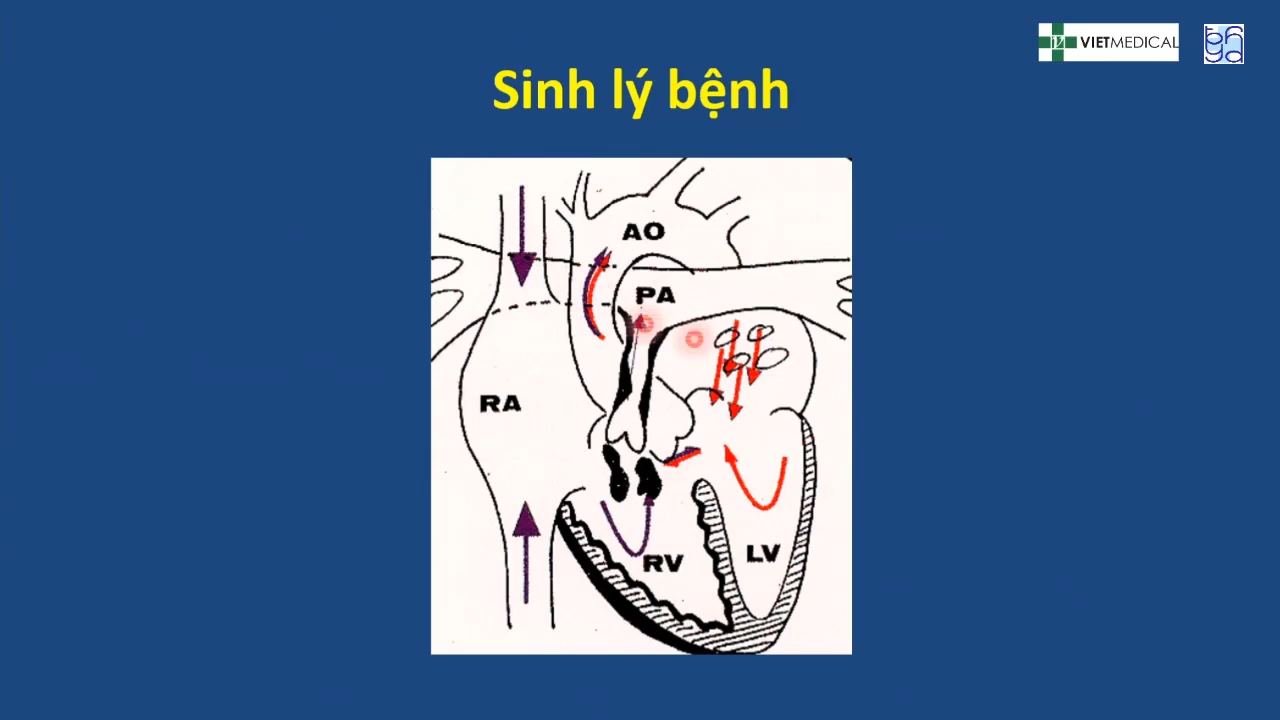 VIETMEDICAL
Sinh lý bệnh
AO
PA
RA
RV
LV